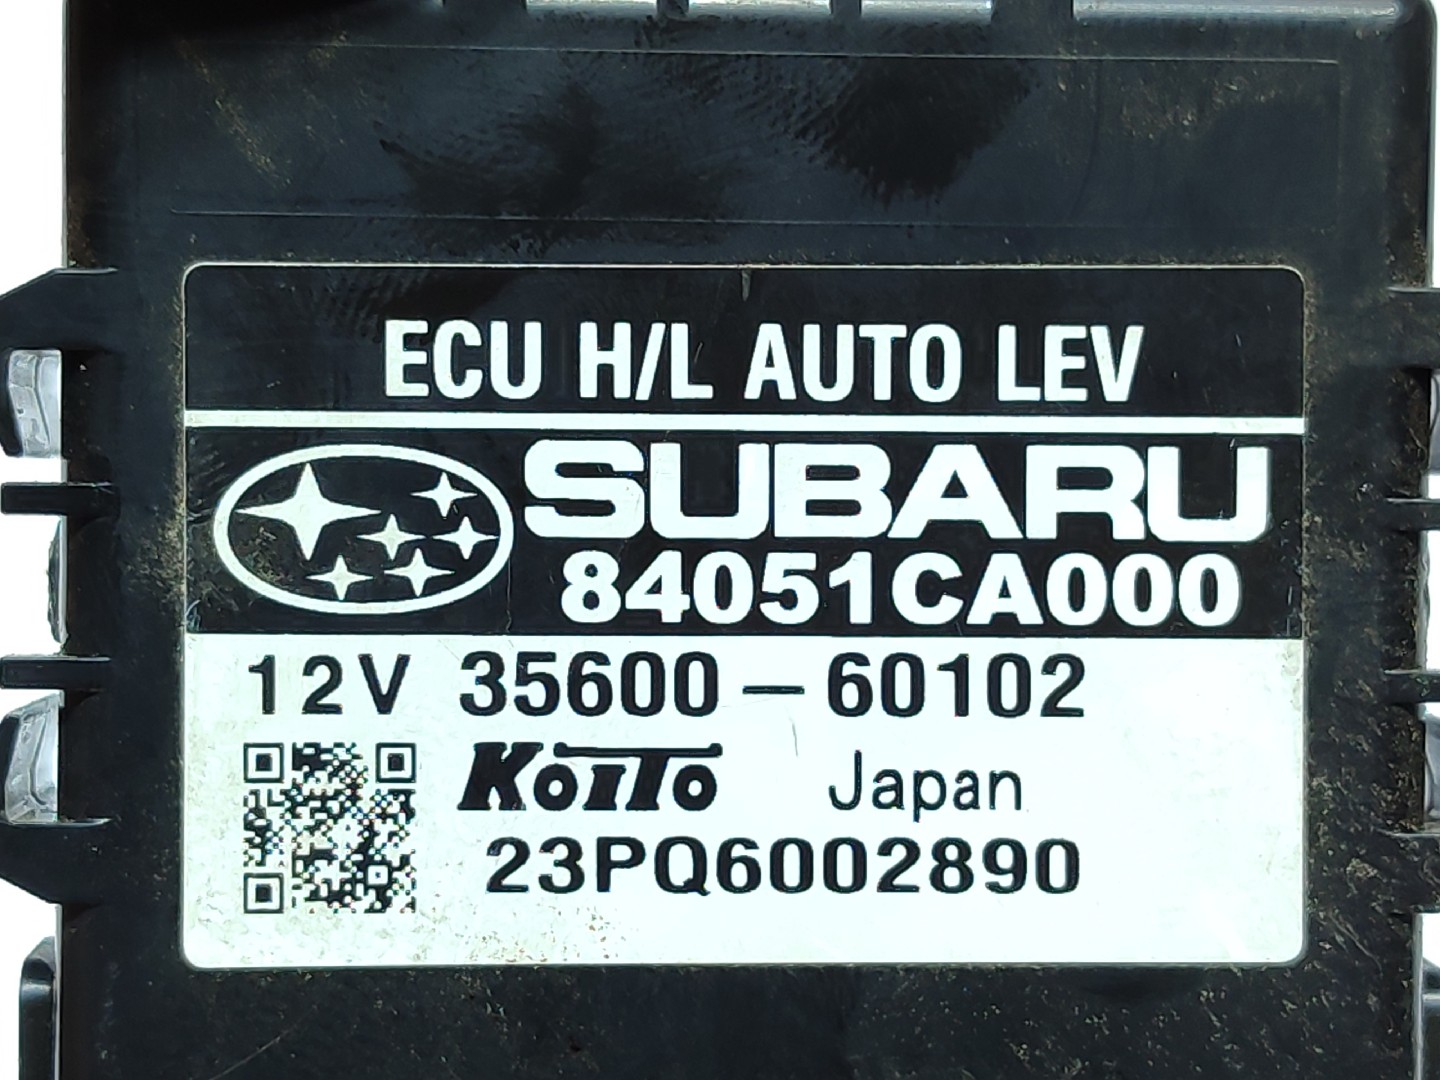 ECU H/L AUTO LEV
SUBARU
84051CA000
12V 35600-60102
KOITO Japan
23PQ6002890